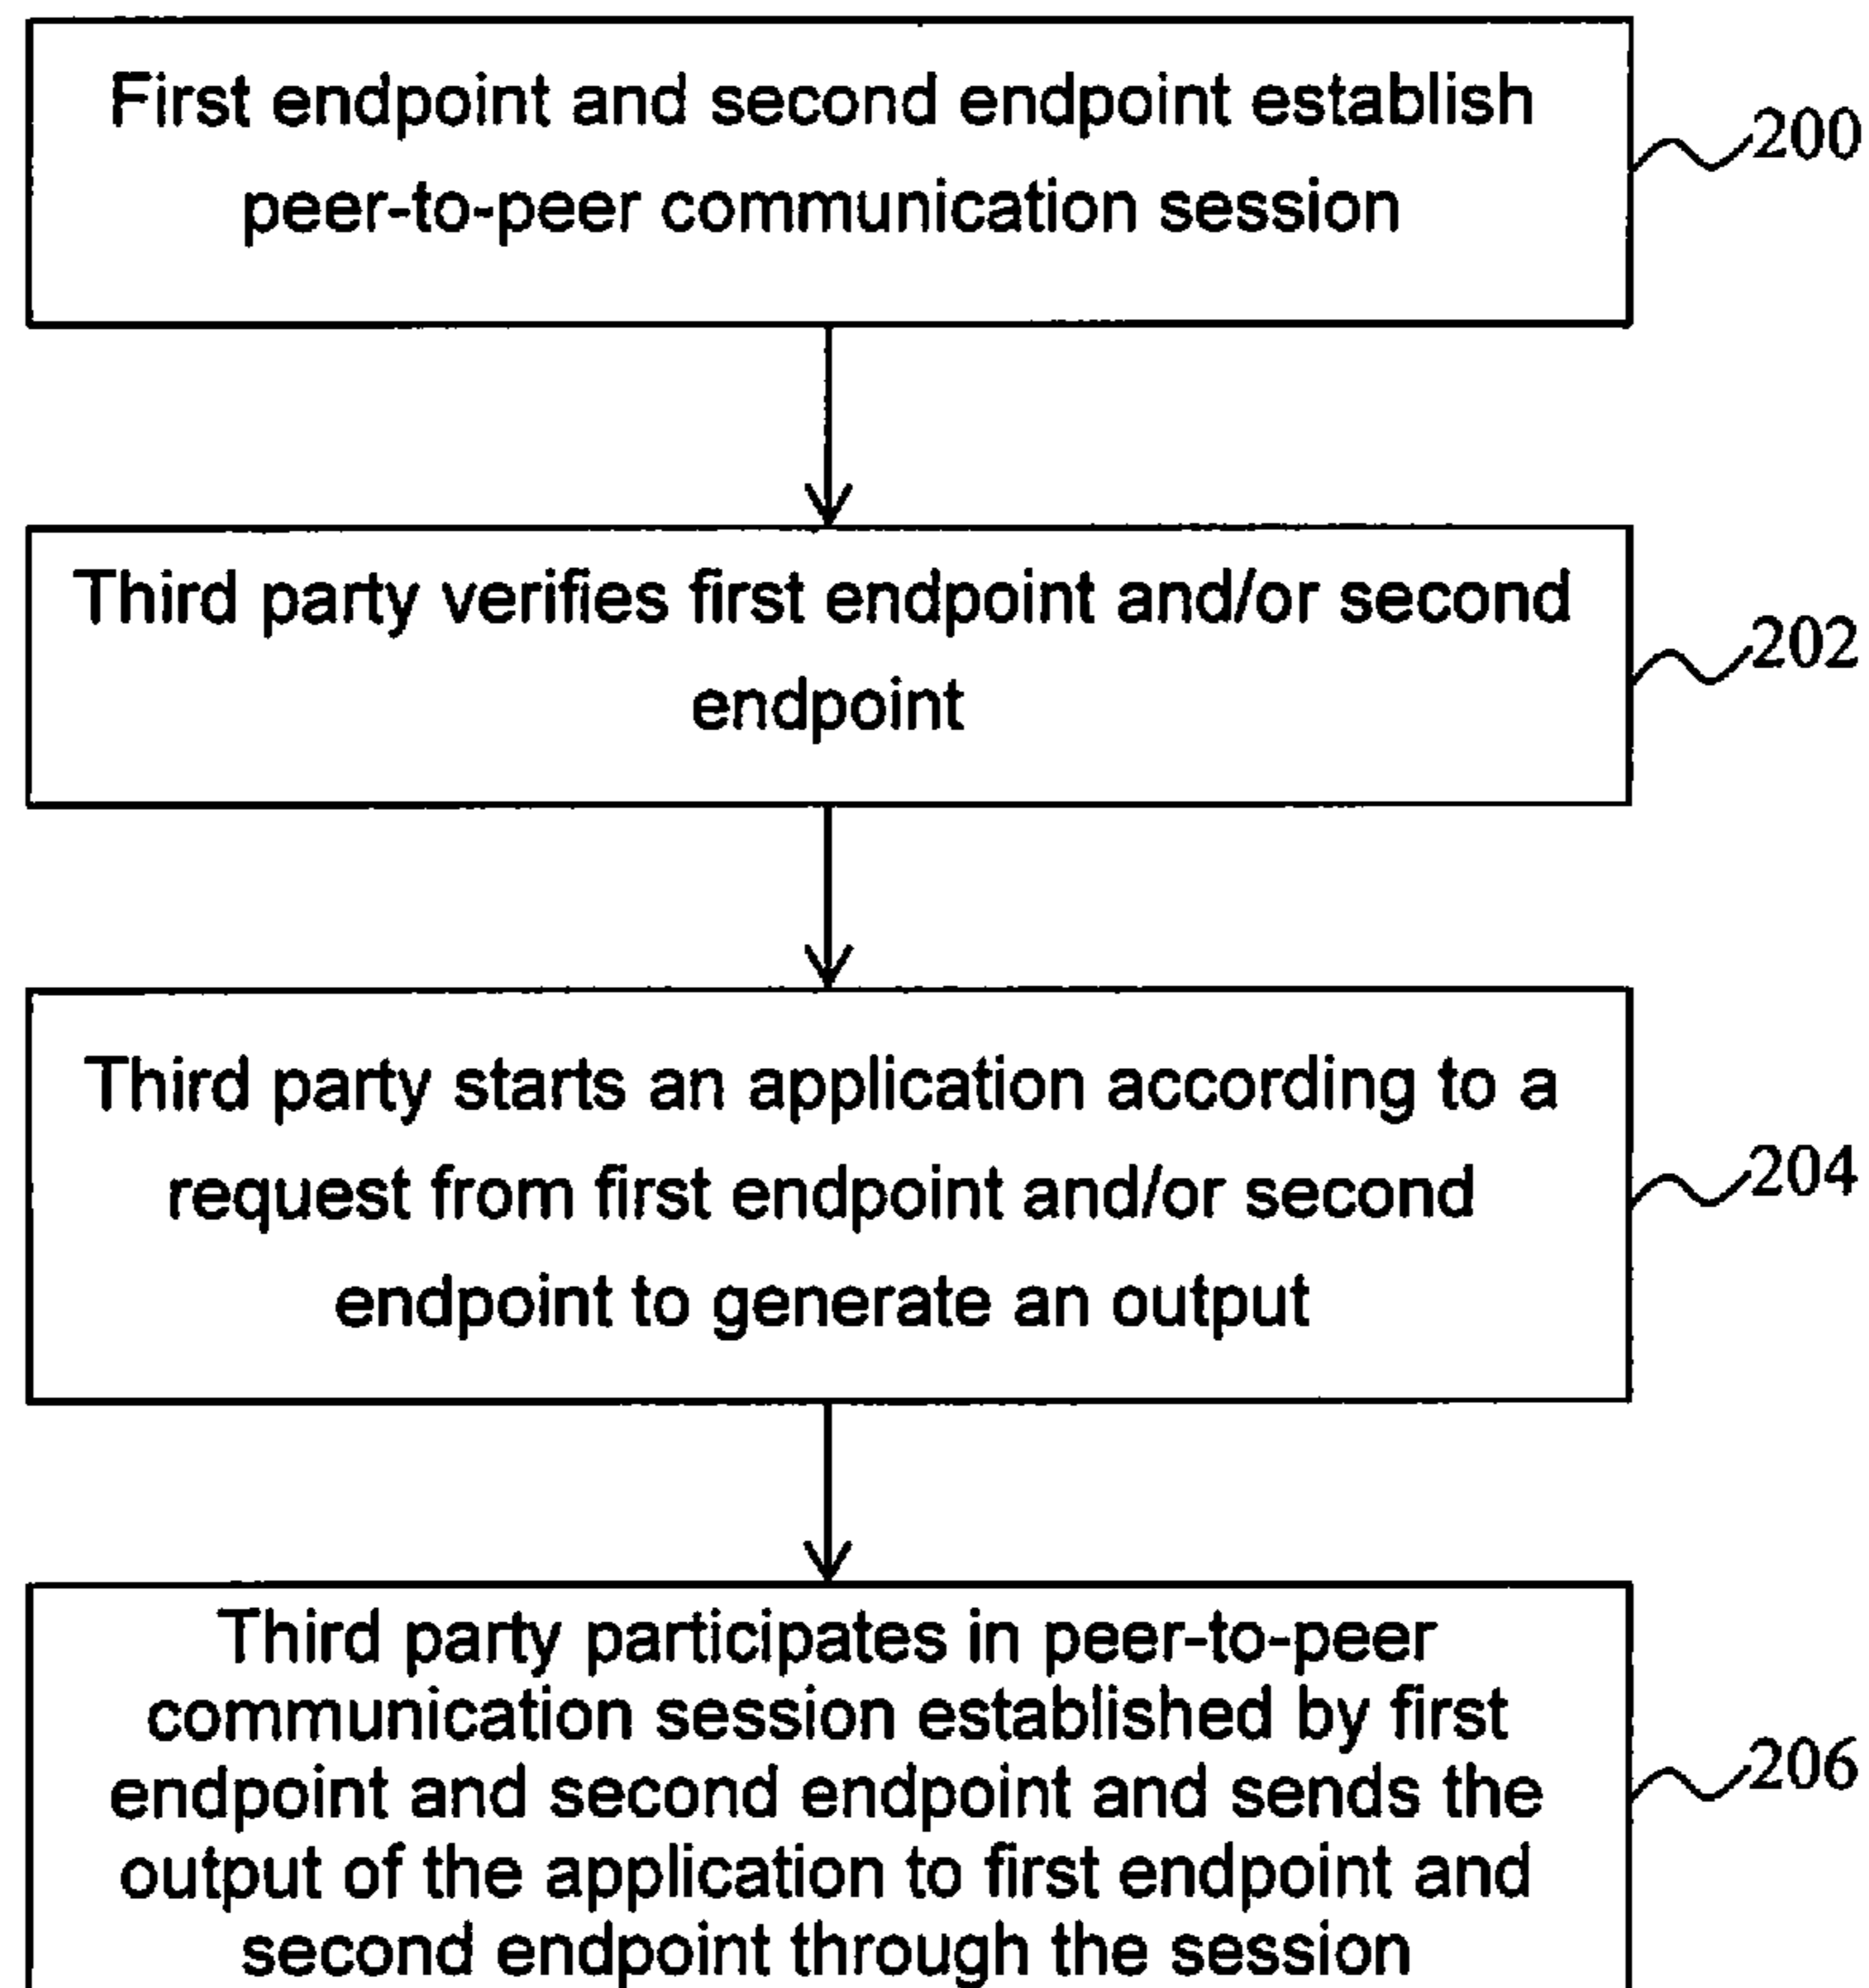 First endpoint and second endpoint establish
peer-to-peer communication session
200
Third party verifies first endpoint and/or second
endpoint
202
Third party starts an application according to a
request from first endpoint and/or second
endpoint to generate an output
204
Third party participates in peer-to-peer
communication session established by first
endpoint and second endpoint and sends the
output of the application to first endpoint and
second endpoint through the session
206